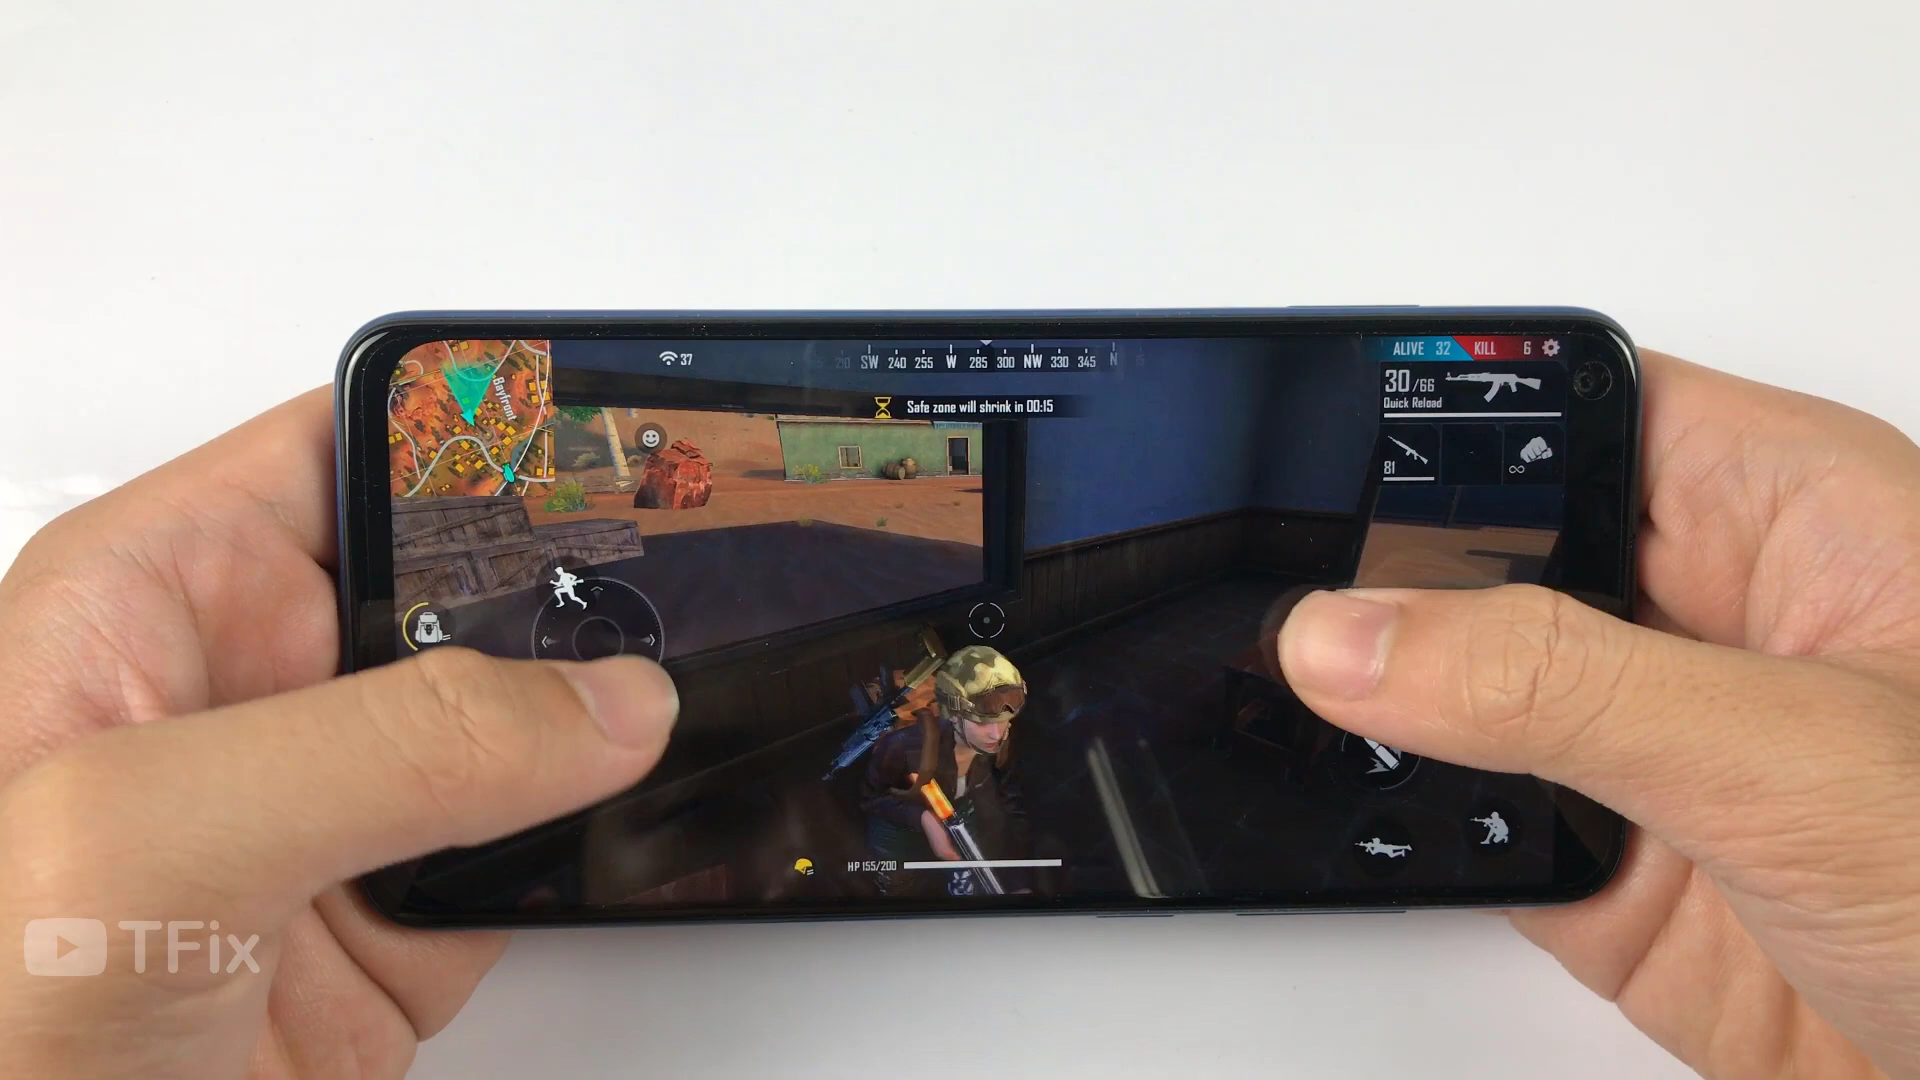 37
210 SW 240 255 W 285 300 NW 330 345 N
ALIVE 32 KILL 6
30/66
Quick Reload
Safe zone will shrink in 00:15
Bayfront
81
∞
HP 155/200
TFix